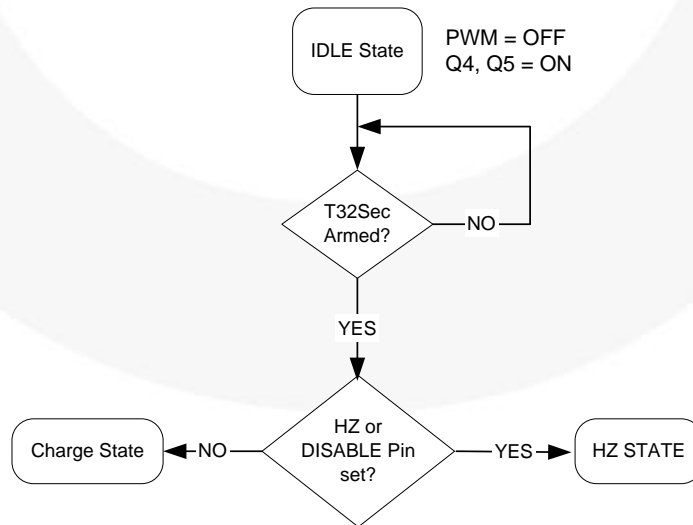 IDLE State
PWM = OFF
Q4, Q5 = ON
T32Sec
Armed?
NO
YES
HZ or
DISABLE Pin
set?
Charge State
NO
YES
HZ STATE